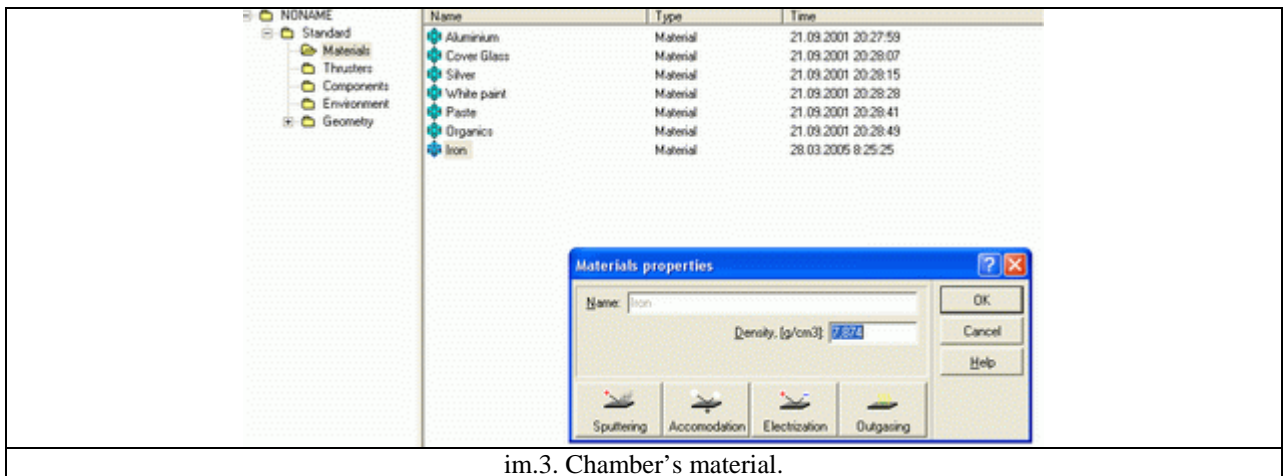 NONAME
Standard
Materials
Thrusters
Components
Environment
Geometry
Name Type Time
Aluminium Material 21.09.2001 20:27:59
Cover Glass Material 21.09.2001 20:28:07
Silver Material 21.09.2001 20:28:15
White paint Material 21.09.2001 20:28:28
Paste Material 21.09.2001 20:28:41
Organics Material 21.09.2001 20:28:49
Iron Material 28.03.2005 8:25:25
Materials properties
Name: Iron OK
Density, [g/cm3]: 7.874 Cancel
Help
Sputtering Accomodation Electrization Outgasing
im.3. Chamber’s material.